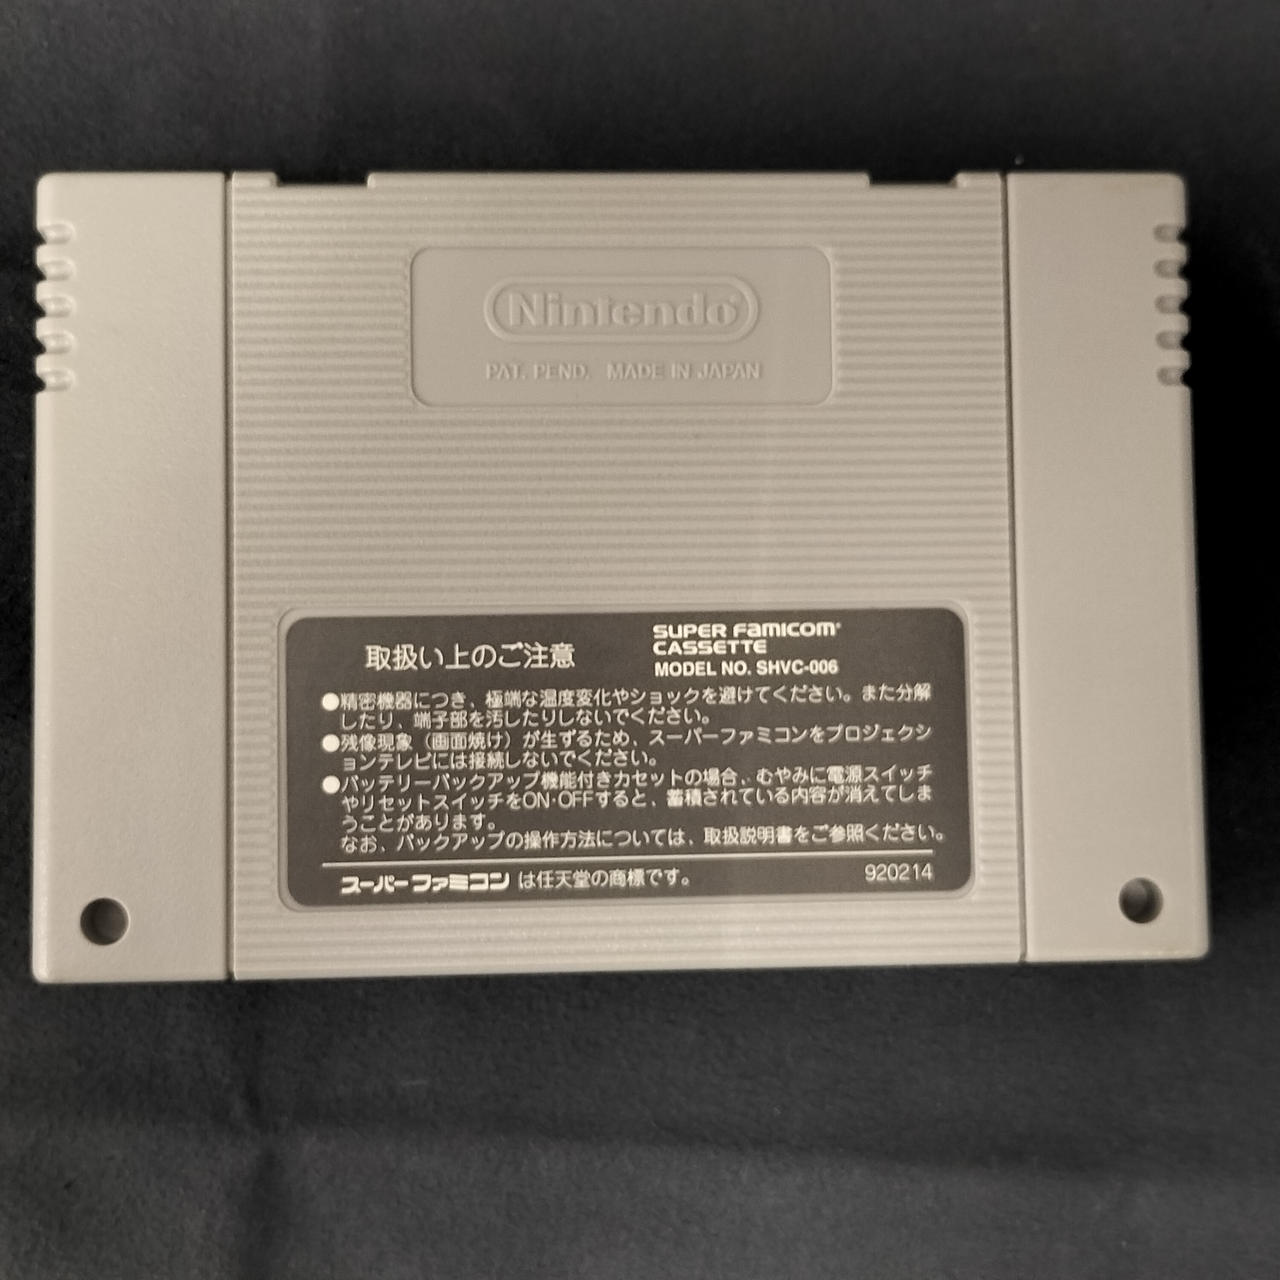 Nintendo®
PAT. PEND. MADE IN JAPAN
取扱い上のご注意
SUPER FAMICOM®
CASSETTE
MODEL NO. SHVC-006
●精密機器につき、極端な温度変化やショックを避けてください。また分解
したり、端子部を汚したりしないでください。
●残像現象（画面焼け）が生ずるため、スーパーファミコンをプロジェクシ
ョンテレビには接続しないでください。
●バッテリーバックアップ機能付きカセットの場合、むやみに電源スイッチ
やリセットスイッチをON・OFFすると、蓄積されている内容が消えてしま
うことがあります。
なお、バックアップの操作方法については、取扱説明書をご参照ください。
スーパーファミコンは任天堂の商標です。
920214